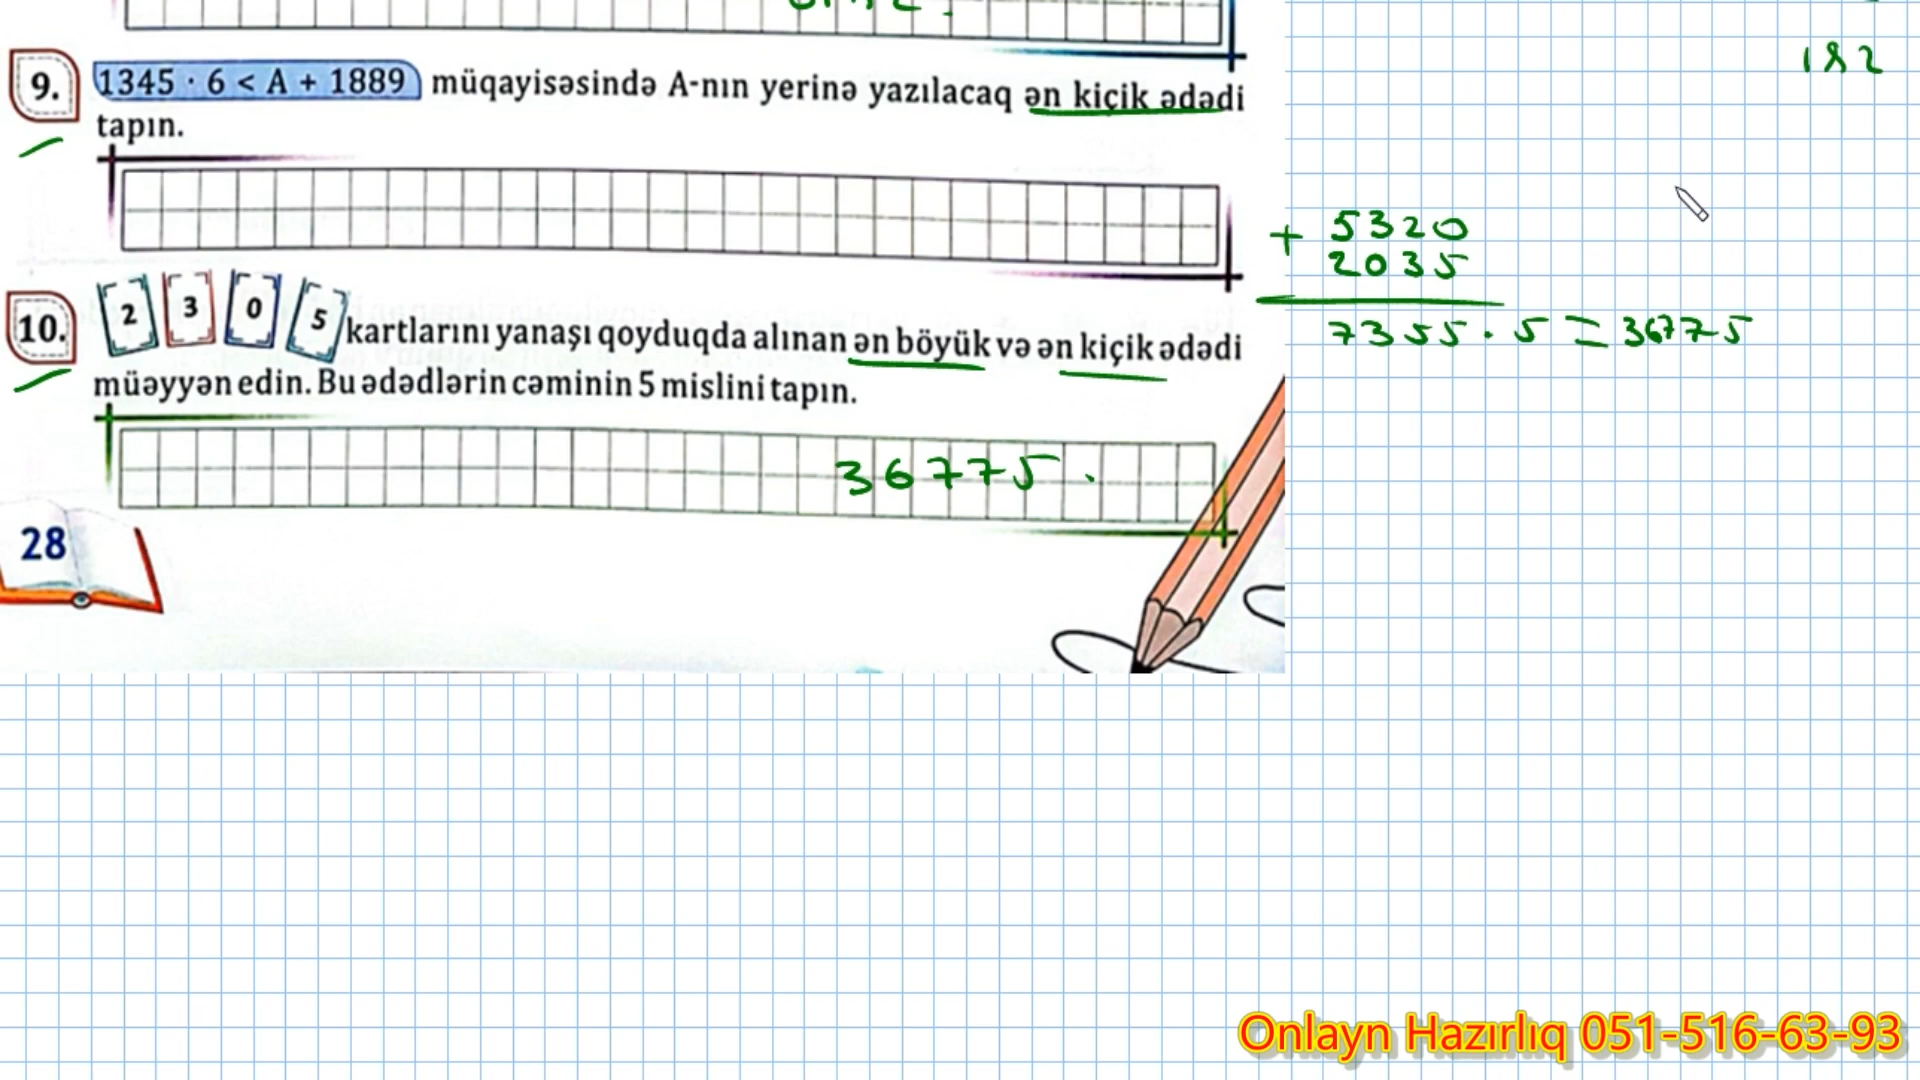 182
9. 1345 · 6 < A + 1889 müqayisəsində A-nın yerinə yazılacaq ən kiçik ədədi
tapın.
+ 5320
2035
7355 · 5 = 36775
10. 2 3 0 5 kartlarını yanaşı qoyduqda alınan ən böyük və ən kiçik ədədi
müəyyən edin. Bu ədədlərin cəminin 5 mislini tapın.
36775.
28
Onlayn Hazırlıq 051-516-63-93